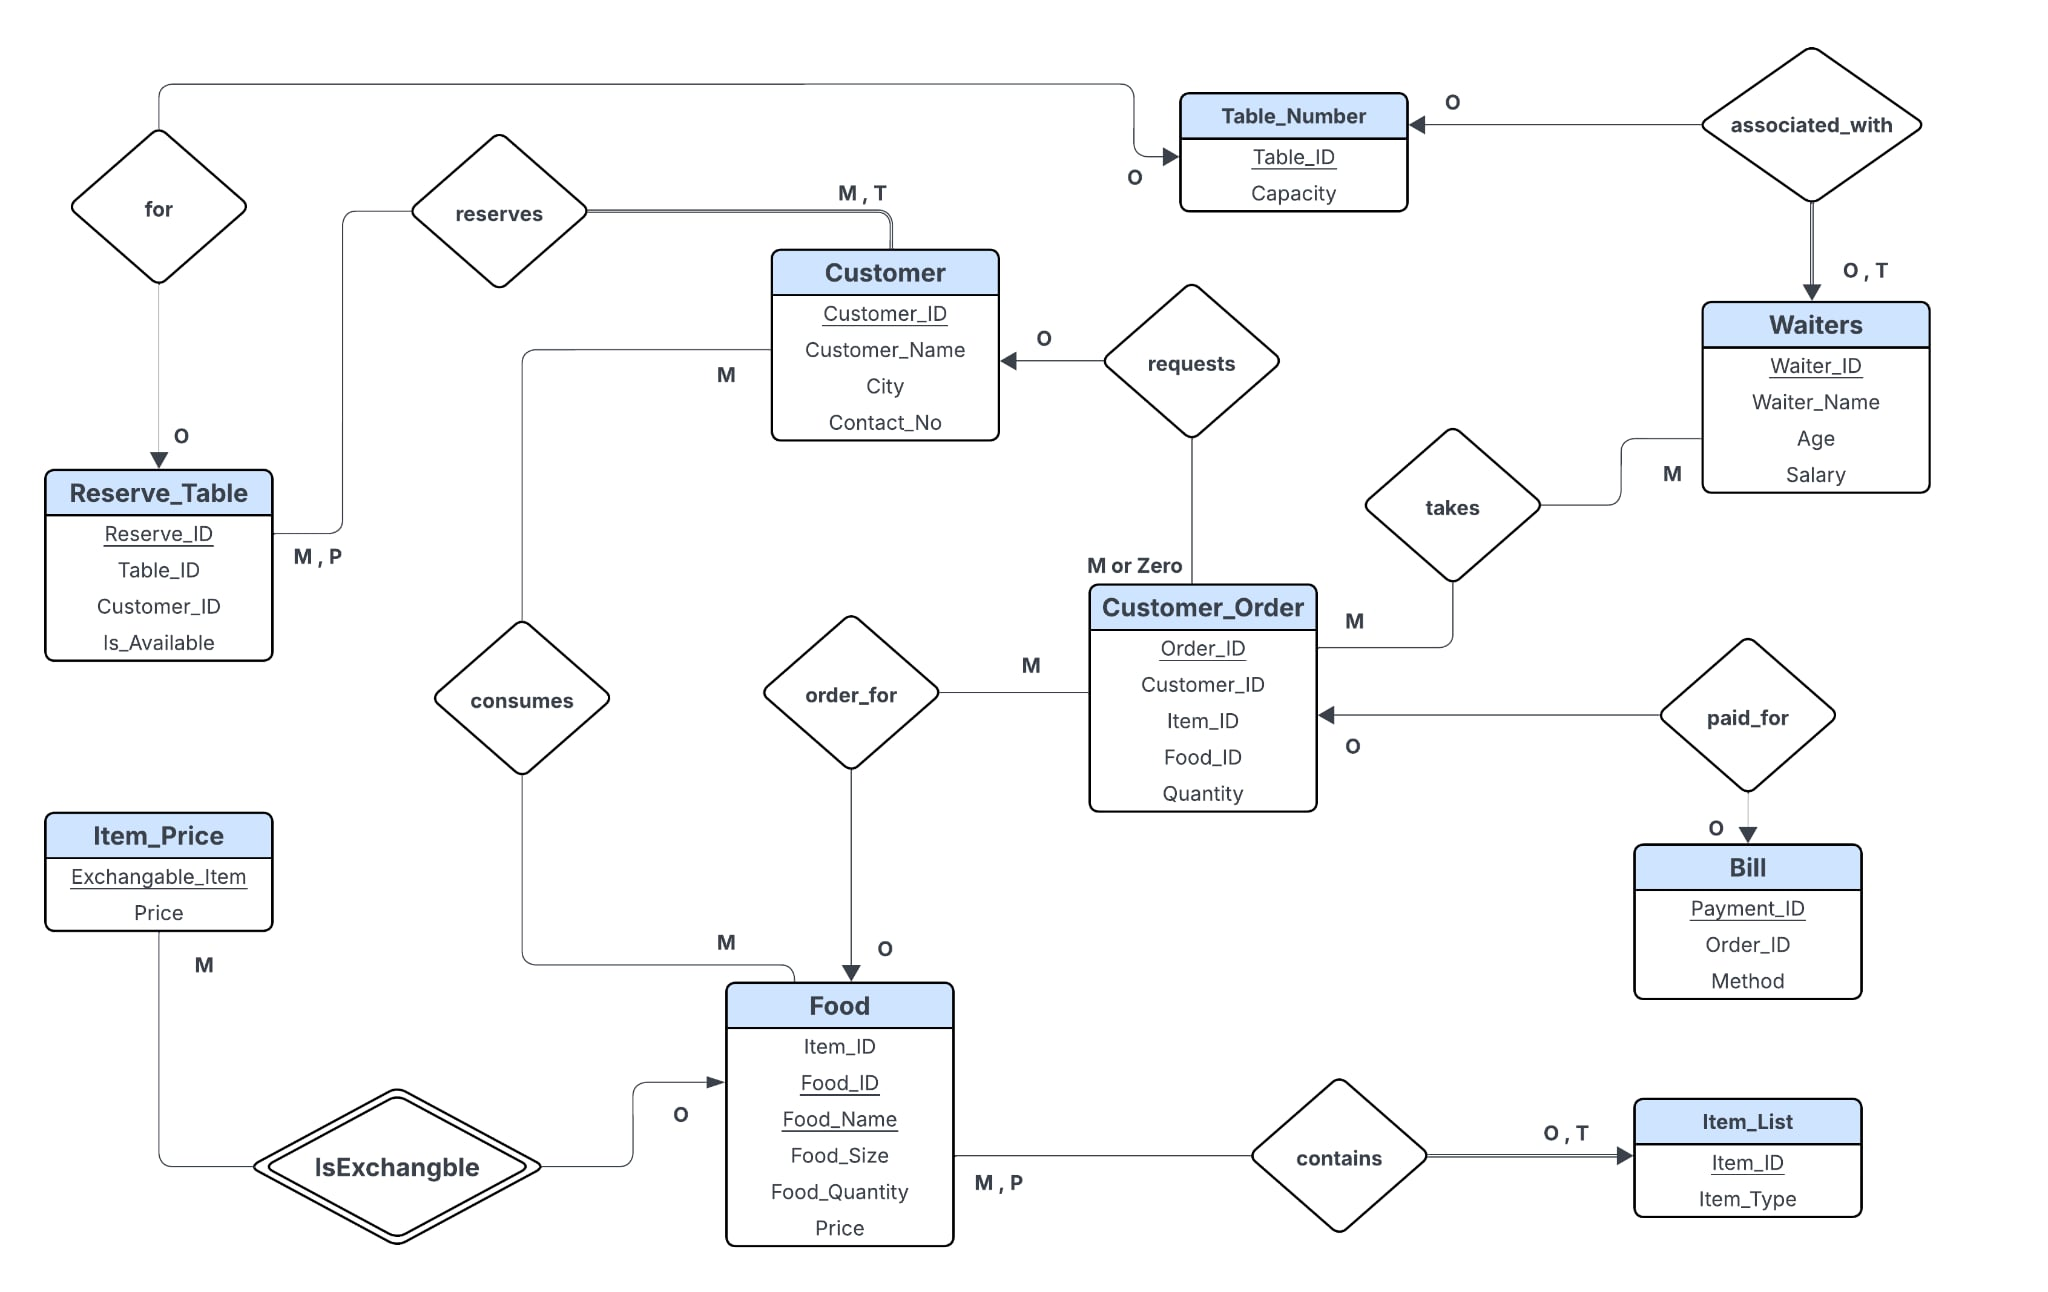 O
associated_with
Table_Number
Table_ID
Capacity
O
for
reserves
M , T
Customer
Customer_ID
Customer_Name
City
Contact_No
O , T
Waiters
Waiter_ID
Waiter_Name
Age
Salary
O
requests
M
O
Reserve_Table
Reserve_ID
Table_ID
Customer_ID
Is_Available
M , P
takes
M
M or Zero
Customer_Order
Order_ID
Customer_ID
Item_ID
Food_ID
Quantity
M
M
consumes
order_for
paid_for
O
O
Bill
Payment_ID
Order_ID
Method
Item_Price
Exchangable_Item
Price
M
M
O
Food
Item_ID
Food_ID
Food_Name
Food_Size
Food_Quantity
Price
O
IsExchangble
M , P
contains
O , T
Item_List
Item_ID
Item_Type